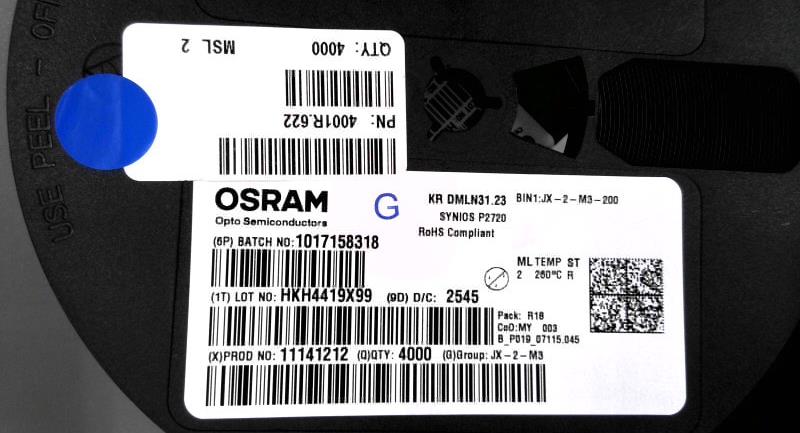 USE PEEL - OF
QTY: 4000 MSL 2
PN: 4001R.622
OSRAM
Opto Semiconductors
G
KR DMLN31.23 BIN1:JX-2-M3-200
SYNIOS P2720
RoHS Compliant
(6P) BATCH NO:1017158318
ML TEMP ST
2 260°C R
(1T) LOT NO: HKH4419X99 (9D) D/C: 2545
Pack: R18
CoO:MY 003
B_P019_07115.045
(X)PROD NO: 11141212 (Q)QTY: 4000 (G)Group: JX-2-M3